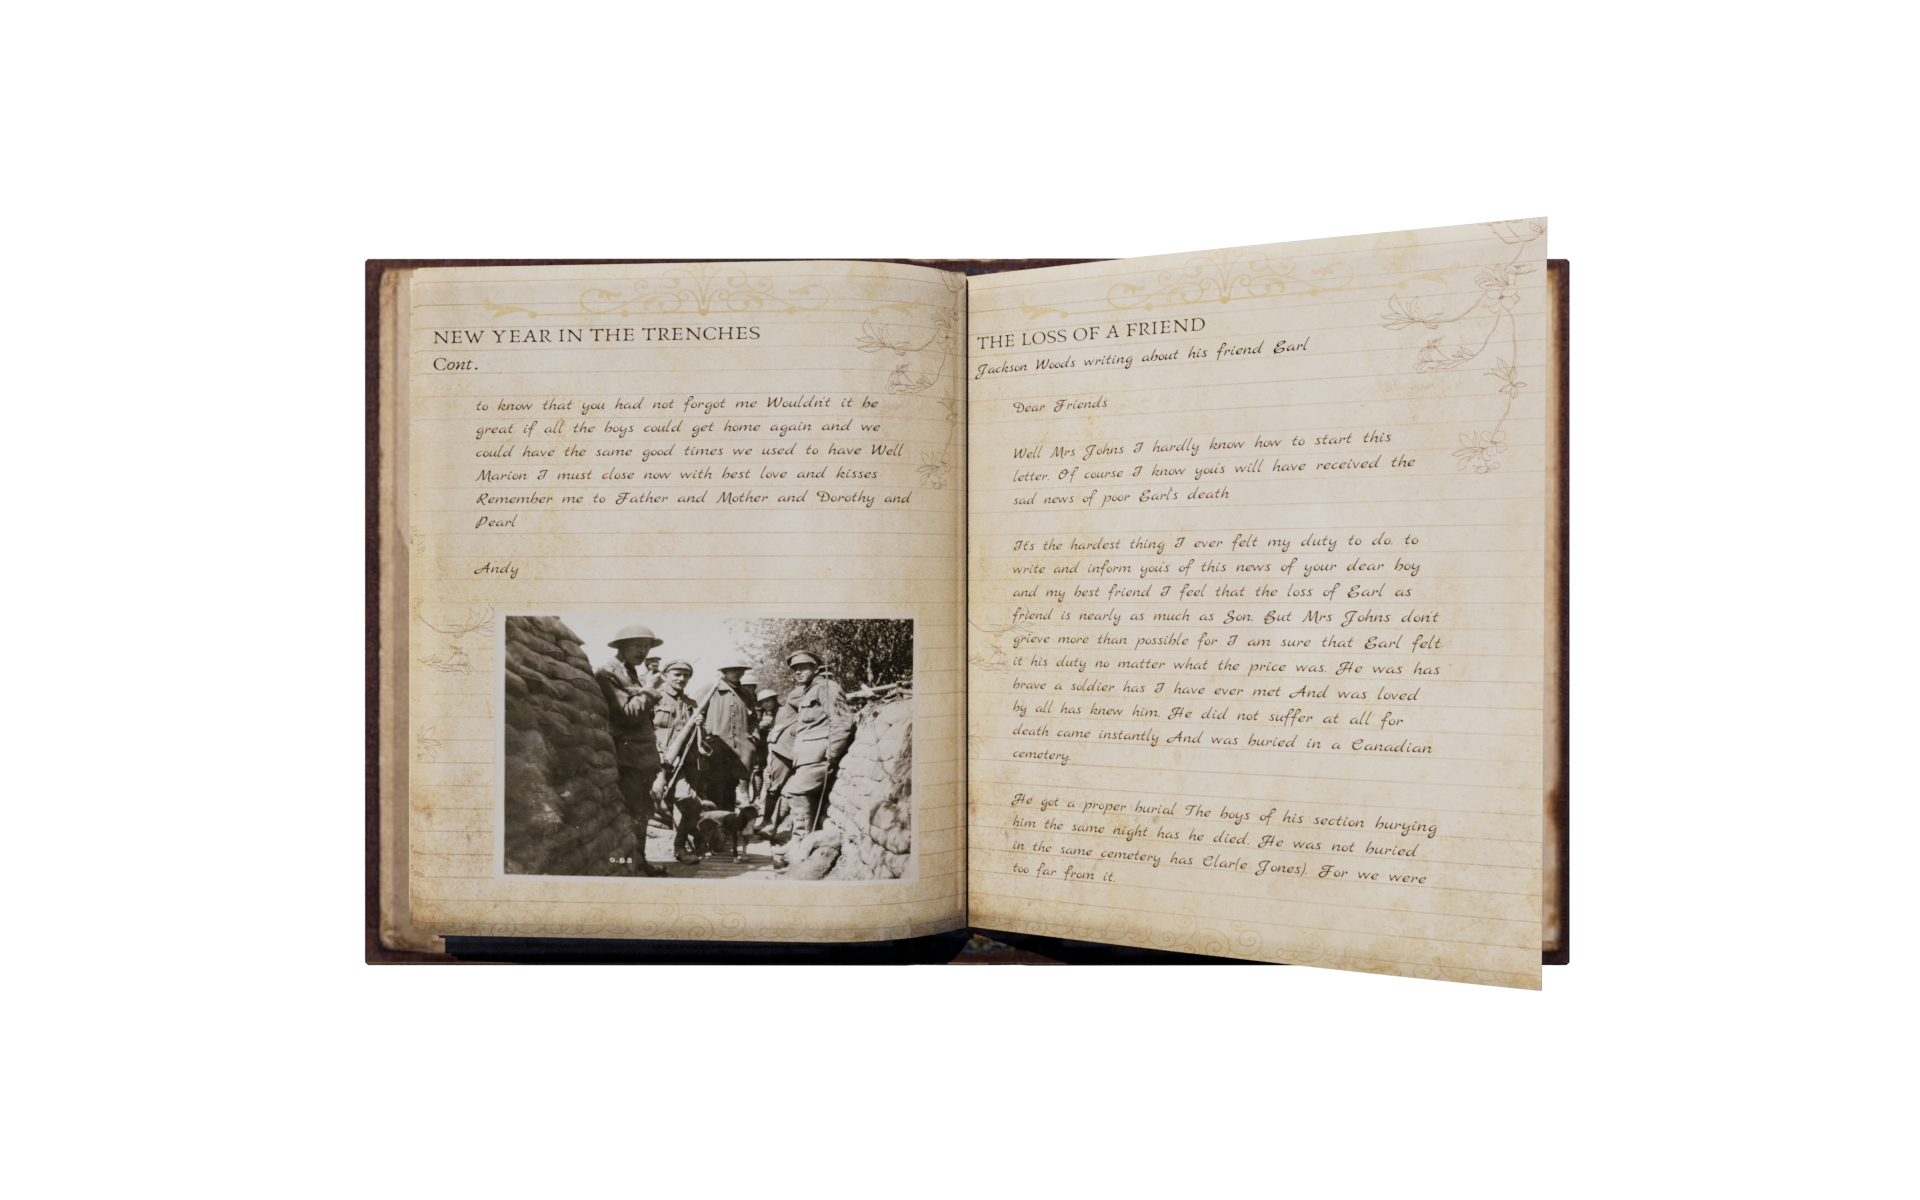 NEW YEAR IN THE TRENCHES
Cont.
to know that you had not forgot me Wouldn't it be
great if all the boys could get home again and we
could have the same good times we used to have Well
Marion I must close now with best love and kisses
Remember me to Father and Mother and Dorothy and
Pearl
Andy
O.85
THE LOSS OF A FRIEND
Jackson Woods writing about his friend Earl
Dear Friends
Well Mrs Johns I hardly know how to start this
letter. Of course I know you's will have received the
sad news of poor Earl's death
It's the hardest thing I ever felt my duty to do. to
write and inform you's of this news of your dear boy
and my best friend I feel that the loss of Earl as
friend is nearly as much as Son. But Mrs Johns don't
grieve more than possible for I am sure that Earl felt
it his duty no matter what the price was. He was has
brave a soldier has I have ever met And was loved
by all has knew him. He did not suffer at all for
death came instantly And was buried in a Canadian
cemetery.
He got a proper burial The boys of his section burying
him the same night has he died. He was not buried
in the same cemetery has Clar(e Jones). For we were
too far from it.